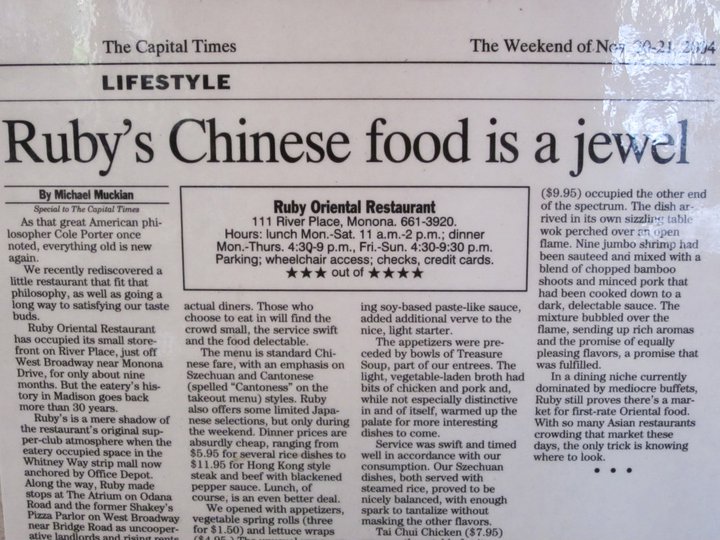 The Capital Times
The Weekend of Nov. 20-21, 2004
LIFESTYLE
Ruby's Chinese food is a jewel
By Michael Muckian
Special to The Capital Times
As that great American phi-
losopher Cole Porter once
noted, everything old is new
again.
We recently rediscovered a
little restaurant that fit that
philosophy, as well as going a
long way to satisfying our taste
buds.
Ruby Oriental Restaurant
has occupied its small store-
front on River Place, just off
West Broadway near Monona
Drive, for only about nine
months. But the eatery's his-
tory in Madison goes back
more than 30 years.
Ruby's is a mere shadow of
the restaurant's original sup-
per-club atmosphere when the
eatery occupied space in the
Whitney Way strip mall now
anchored by Office Depot.
Along the way, Ruby made
stops at The Atrium on Odana
Road and the former Shakey's
Pizza Parlor on West Broadway
near Bridge Road as uncooper-
ative landlords and rising rents
Ruby Oriental Restaurant
111 River Place, Monona. 661-3920.
Hours: lunch Mon.-Sat. 11 a.m.-2 p.m.; dinner
Mon.-Thurs. 4:30-9 p.m., Fri.-Sun. 4:30-9:30 p.m.
Parking; wheelchair access; checks, credit cards.
★★★ out of ★★★★
actual diners. Those who
choose to eat in will find the
crowd small, the service swift
and the food delectable.
The menu is standard Chi-
nese fare, with an emphasis on
Szechuan and Cantonese
(spelled "Cantoness" on the
takeout menu) styles. Ruby
also offers some limited Japa-
nese selections, but only during
the weekend. Dinner prices are
absurdly cheap, ranging from
$5.95 for several rice dishes to
$11.95 for Hong Kong style
steak and beef with blackened
pepper sauce. Lunch, of
course, is an even better deal.
We opened with appetizers,
vegetable spring rolls (three
for $1.50) and lettuce wraps
ing soy-based paste-like sauce,
added additional verve to the
nice, light starter.
The appetizers were pre-
ceded by bowls of Treasure
Soup, part of our entrees. The
light, vegetable-laden broth had
bits of chicken and pork and,
while not especially distinctive
in and of itself, warmed up the
palate for more interesting
dishes to come.
Service was swift and timed
well in accordance with our
consumption. Our Szechuan
dishes, both served with
steamed rice, proved to be
nicely balanced, with enough
spark to tantalize without
masking the other flavors.
Tai Chui Chicken ($7.95)
($9.95) occupied the other end
of the spectrum. The dish ar-
rived in its own sizzling table
wok perched over an open
flame. Nine jumbo shrimp had
been sauteed and mixed with a
blend of chopped bamboo
shoots and minced pork that
had been cooked down to a
dark, delectable sauce. The
mixture bubbled over the
flame, sending up rich aromas
and the promise of equally
pleasing flavors, a promise that
was fulfilled.
In a dining niche currently
dominated by mediocre buffets,
Ruby still proves there's a mar-
ket for first-rate Oriental food.
With so many Asian restaurants
crowding that market these
days, the only trick is knowing
where to look.
• • •